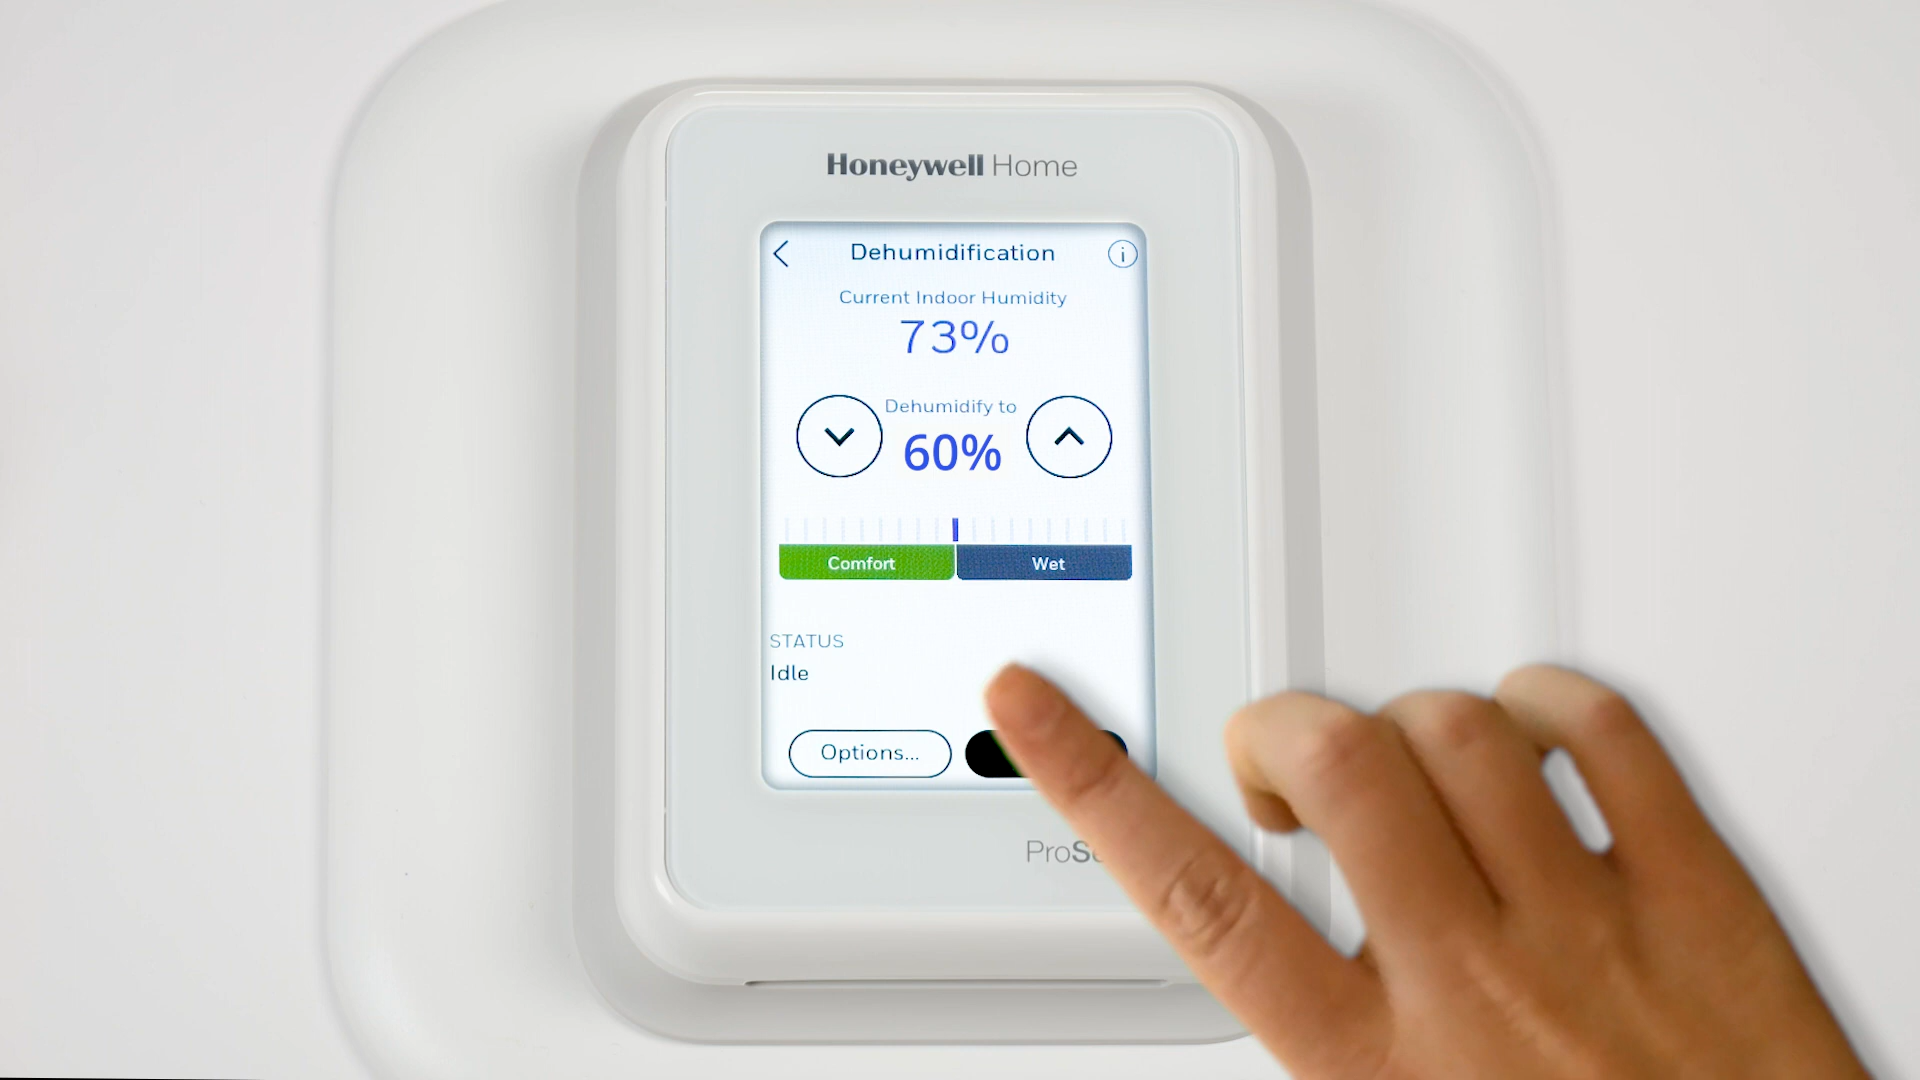 Honeywell Home
Dehumidification
Current Indoor Humidity
73%
Dehumidify to
60%
Comfort Wet
STATUS
Idle
Options...